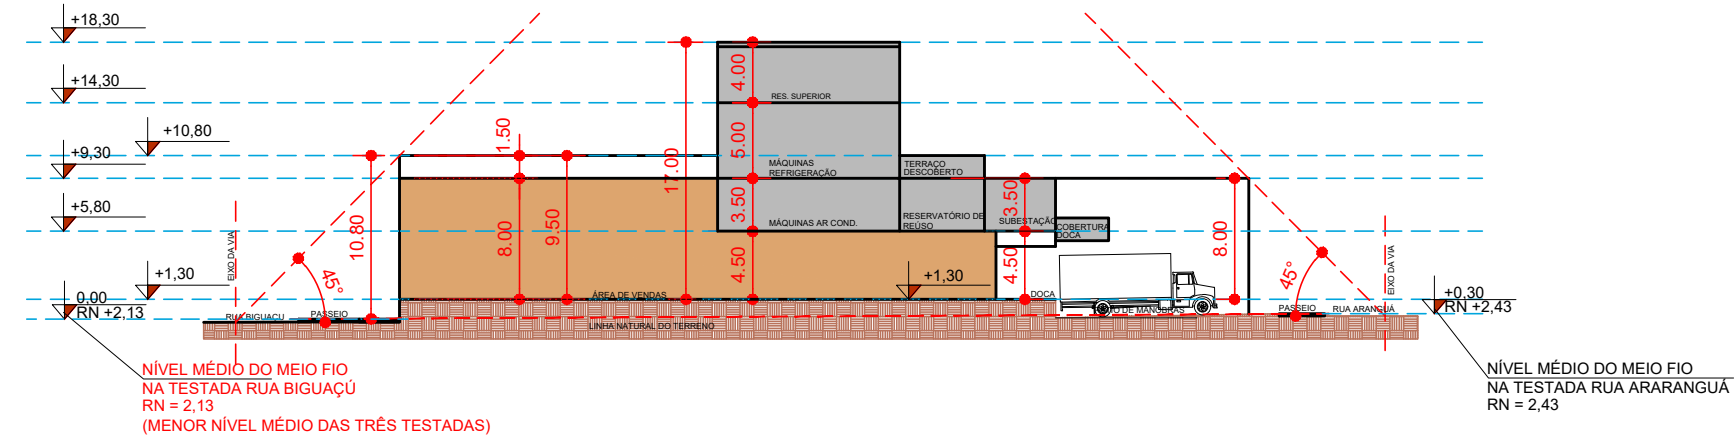 +18,30
+14,30
+10,80
+9,30
+5,80
+1,30
0,00
RN +2,13
EIXO DA VIA
RUA BIGUAÇU
PASSEIO
45°
10.80
1.50
8.00
9.50
17.00
4.00
5.00
3.50
4.50
RES. SUPERIOR
MÁQUINAS
REFRIGERAÇÃO
MÁQUINAS AR COND.
TERRAÇO
DESCOBERTO
RESERVATÓRIO DE
REÚSO
SUBESTAÇÃO
COBERTURA
DOCA
3.50
4.50
8.00
+1,30
ÁREA DE VENDAS
DOCA
DE MANOBRAS
LINHA NATURAL DO TERRENO
45°
PASSEIO
RUA ARANGUÁ
EIXO DA VIA
+0,30
RN +2,43
NÍVEL MÉDIO DO MEIO FIO
NA TESTADA RUA BIGUAÇÚ
RN = 2,13
(MENOR NÍVEL MÉDIO DAS TRÊS TESTADAS)
NÍVEL MÉDIO DO MEIO FIO
NA TESTADA RUA ARARANGUÁ
RN = 2,43